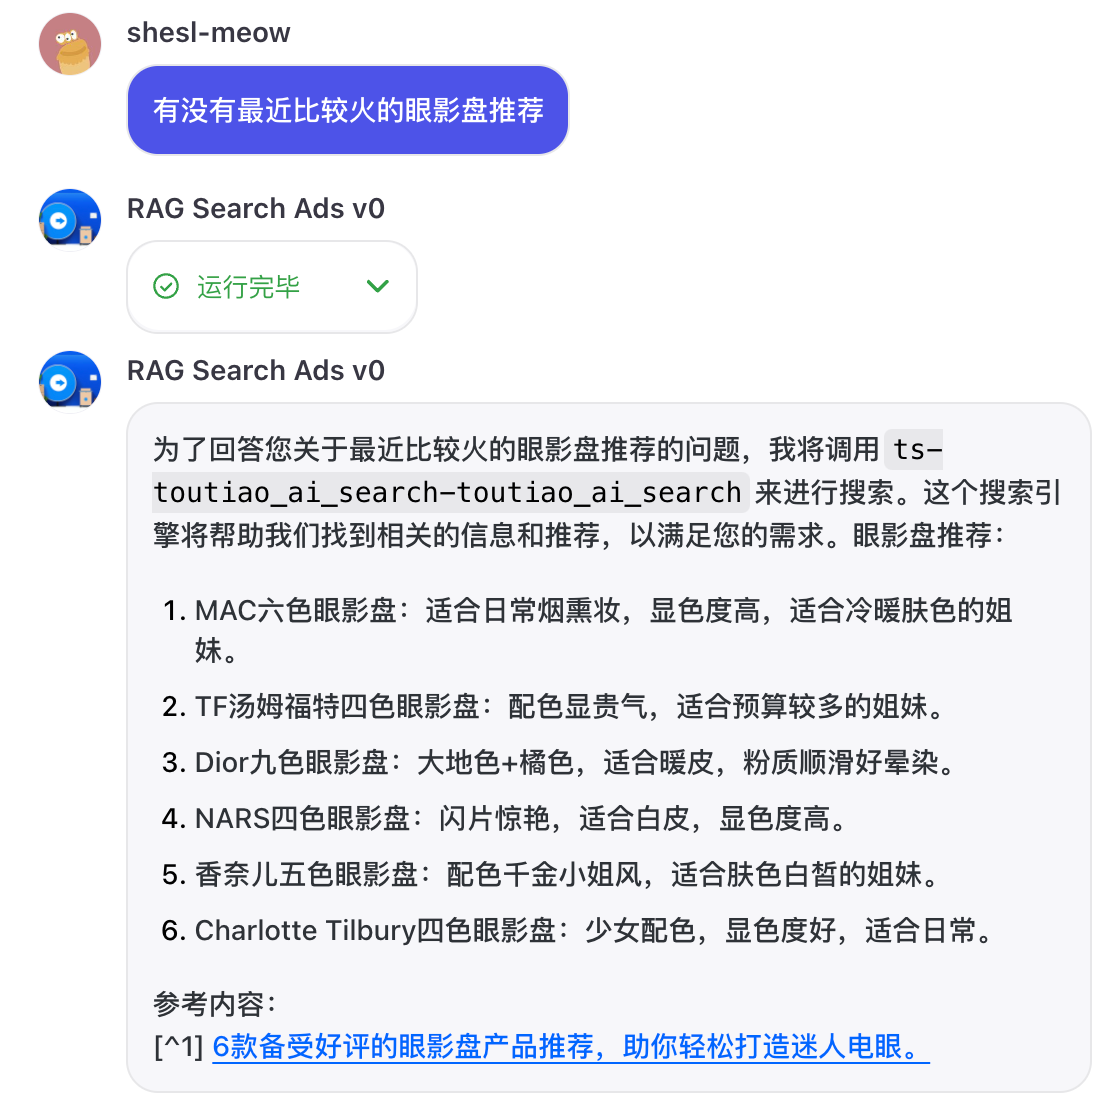 shesl-meow
有没有最近比较火的眼影盘推荐
RAG Search Ads v0
运行完毕
RAG Search Ads v0
为了回答您关于最近比较火的眼影盘推荐的问题，我将调用 ts-
toutiao_ai_search-toutiao_ai_search 来进行搜索。这个搜索引
擎将帮助我们找到相关的信息和推荐，以满足您的需求。眼影盘推荐：
1. MAC六色眼影盘：适合日常烟熏妆，显色度高，适合冷暖肤色的姐
妹。
2. TF汤姆福特四色眼影盘：配色显贵气，适合预算较多的姐妹。
3. Dior九色眼影盘：大地色+橘色，适合暖皮，粉质顺滑好晕染。
4. NARS四色眼影盘：闪片惊艳，适合白皮，显色度高。
5. 香奈儿五色眼影盘：配色千金小姐风，适合肤色白皙的姐妹。
6. Charlotte Tilbury四色眼影盘：少女配色，显色度好，适合日常。
参考内容：
[^1] 6款备受好评的眼影盘产品推荐，助你轻松打造迷人电眼。